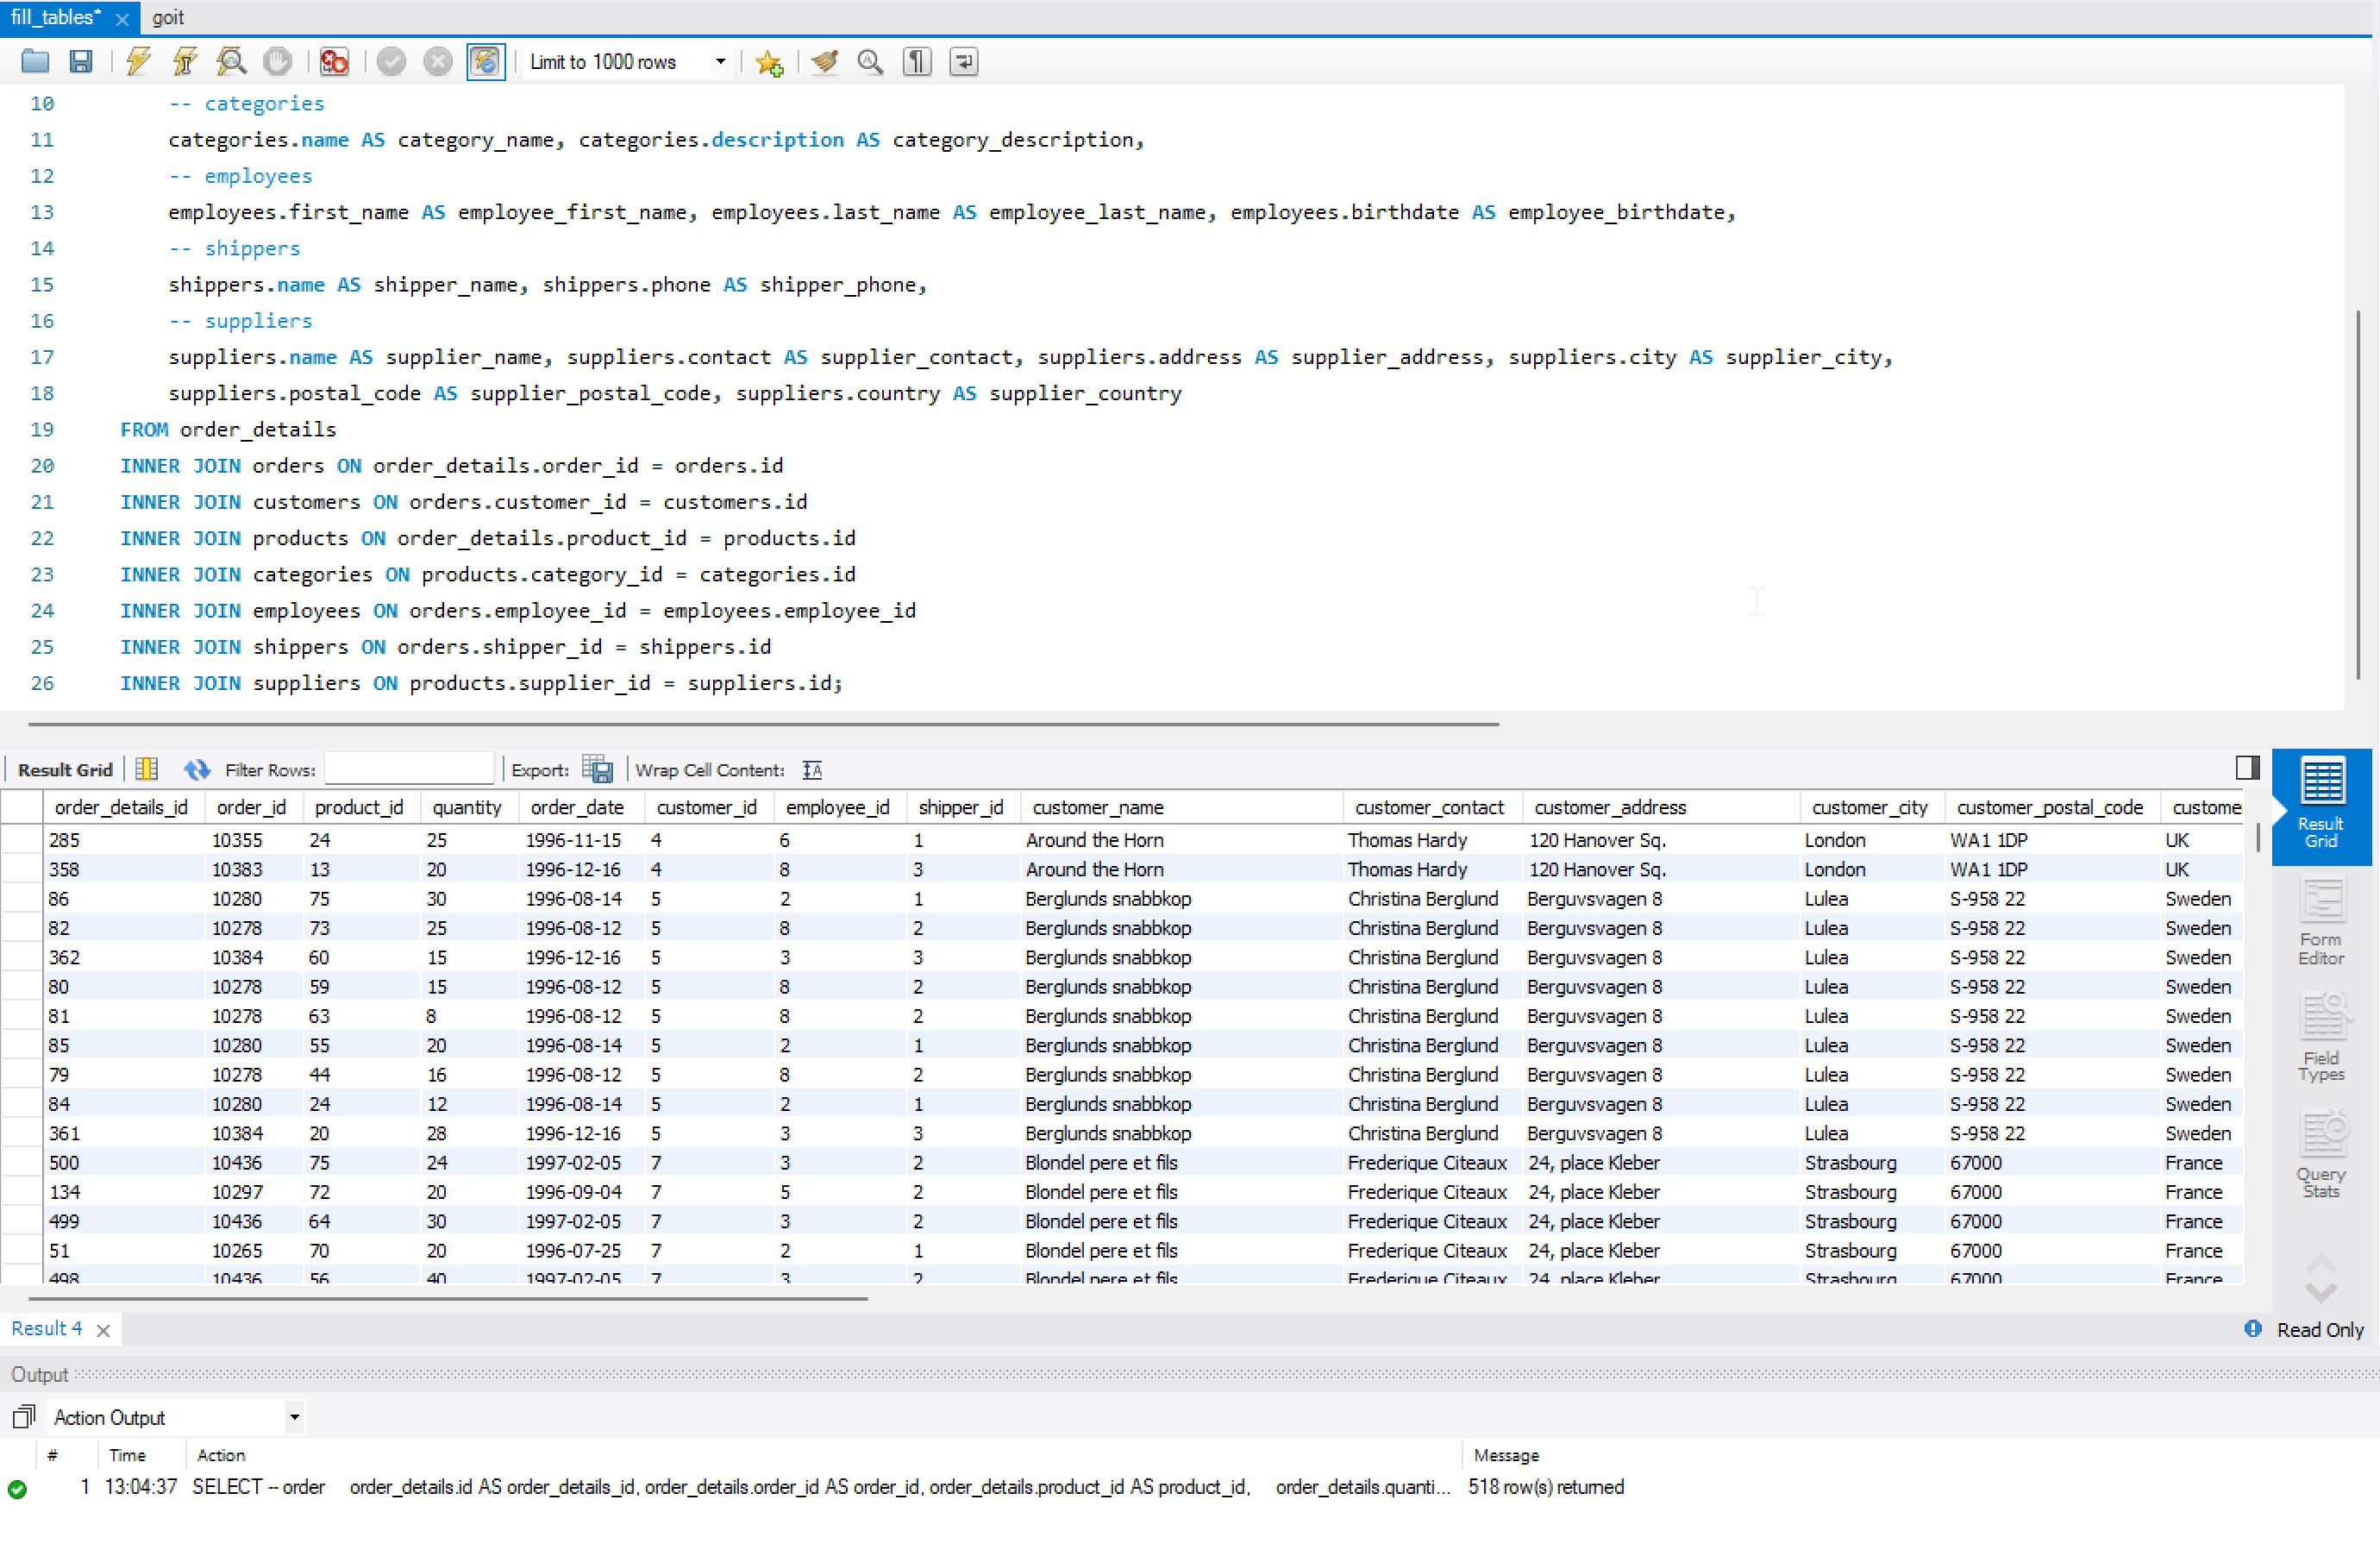 fill_tables* goit
Limit to 1000 rows
10 -- categories
11 categories.name AS category_name, categories.description AS category_description,
12 -- employees
13 employees.first_name AS employee_first_name, employees.last_name AS employee_last_name, employees.birthdate AS employee_birthdate,
14 -- shippers
15 shippers.name AS shipper_name, shippers.phone AS shipper_phone,
16 -- suppliers
17 suppliers.name AS supplier_name, suppliers.contact AS supplier_contact, suppliers.address AS supplier_address, suppliers.city AS supplier_city,
18 suppliers.postal_code AS supplier_postal_code, suppliers.country AS supplier_country
19 FROM order_details
20 INNER JOIN orders ON order_details.order_id = orders.id
21 INNER JOIN customers ON orders.customer_id = customers.id
22 INNER JOIN products ON order_details.product_id = products.id
23 INNER JOIN categories ON products.category_id = categories.id
24 INNER JOIN employees ON orders.employee_id = employees.employee_id
25 INNER JOIN shippers ON orders.shipper_id = shippers.id
26 INNER JOIN suppliers ON products.supplier_id = suppliers.id;
Result Grid Filter Rows: Export: Wrap Cell Content:
order_details_id order_id product_id quantity order_date customer_id employee_id shipper_id customer_name customer_contact customer_address customer_city customer_postal_code custome
285 10355 24 25 1996-11-15 4 6 1 Around the Horn Thomas Hardy 120 Hanover Sq. London WA1 1DP UK
358 10383 13 20 1996-12-16 4 8 3 Around the Horn Thomas Hardy 120 Hanover Sq. London WA1 1DP UK
86 10280 75 30 1996-08-14 5 2 1 Berglunds snabbkop Christina Berglund Berguvsvagen 8 Lulea S-958 22 Sweden
82 10278 73 25 1996-08-12 5 8 2 Berglunds snabbkop Christina Berglund Berguvsvagen 8 Lulea S-958 22 Sweden
362 10384 60 15 1996-12-16 5 3 3 Berglunds snabbkop Christina Berglund Berguvsvagen 8 Lulea S-958 22 Sweden
80 10278 59 15 1996-08-12 5 8 2 Berglunds snabbkop Christina Berglund Berguvsvagen 8 Lulea S-958 22 Sweden
81 10278 63 8 1996-08-12 5 8 2 Berglunds snabbkop Christina Berglund Berguvsvagen 8 Lulea S-958 22 Sweden
85 10280 55 20 1996-08-14 5 2 1 Berglunds snabbkop Christina Berglund Berguvsvagen 8 Lulea S-958 22 Sweden
79 10278 44 16 1996-08-12 5 8 2 Berglunds snabbkop Christina Berglund Berguvsvagen 8 Lulea S-958 22 Sweden
84 10280 24 12 1996-08-14 5 2 1 Berglunds snabbkop Christina Berglund Berguvsvagen 8 Lulea S-958 22 Sweden
361 10384 20 28 1996-12-16 5 3 3 Berglunds snabbkop Christina Berglund Berguvsvagen 8 Lulea S-958 22 Sweden
500 10436 75 24 1997-02-05 7 3 2 Blondel pere et fils Frederique Citeaux 24, place Kleber Strasbourg 67000 France
134 10297 72 20 1996-09-04 7 5 2 Blondel pere et fils Frederique Citeaux 24, place Kleber Strasbourg 67000 France
499 10436 64 30 1997-02-05 7 3 2 Blondel pere et fils Frederique Citeaux 24, place Kleber Strasbourg 67000 France
51 10265 70 20 1996-07-25 7 2 1 Blondel pere et fils Frederique Citeaux 24, place Kleber Strasbourg 67000 France
498 10436 56 40 1997-02-05 7 3 2 Blondel pere et fils Frederique Citeaux 24, place Kleber Strasbourg 67000 France
Result
Grid
Form
Editor
Field
Types
Query
Stats
Result 4 Read Only
Output
Action Output
# Time Action Message
1 13:04:37 SELECT -- order order_details.id AS order_details_id, order_details.order_id AS order_id, order_details.product_id AS product_id, order_details.quanti... 518 row(s) returned